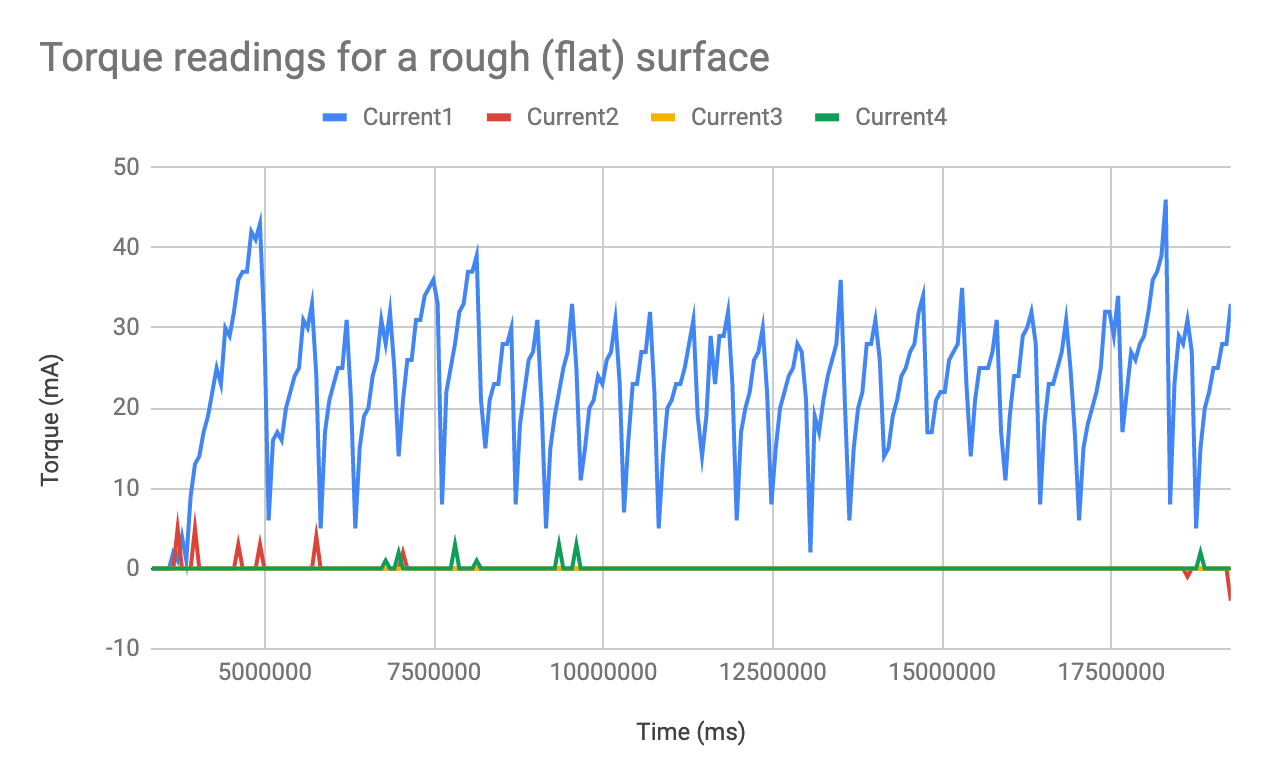 Torque readings for a rough (flat) surface
Current1 Current2 Current3 Current4
50
40
30
20
10
0
-10
Torque (mA)
5000000 7500000 10000000 12500000 15000000 17500000
Time (ms)